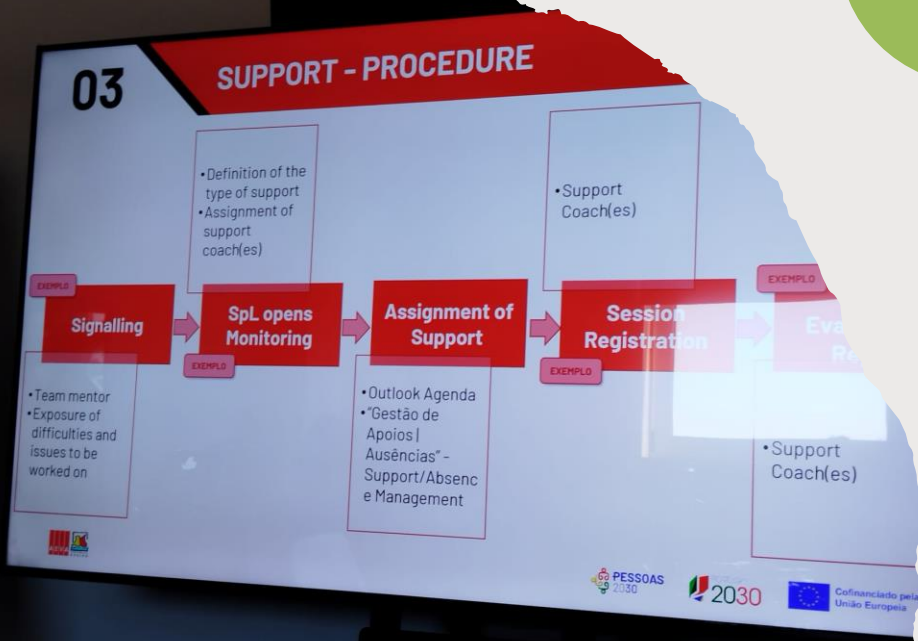 03
SUPPORT - PROCEDURE
• Definition of the
type of support
• Assignment of
support
coach(es)
• Support
Coach(es)
EXEMPLO
Signalling
SpL opens
Monitoring
EXEMPLO
Assignment of
Support
Session
Registration
EXEMPLO
EXEMPLO
• Team mentor
• Exposure of
difficulties and
issues to be
worked on
• Outlook Agenda
• "Gestão de
Apoios |
Ausências" –
Support/Absenc
e Management
• Support
Coach(es)
PESSOAS
2030
2030
Cofinanciado pela
União Europeia